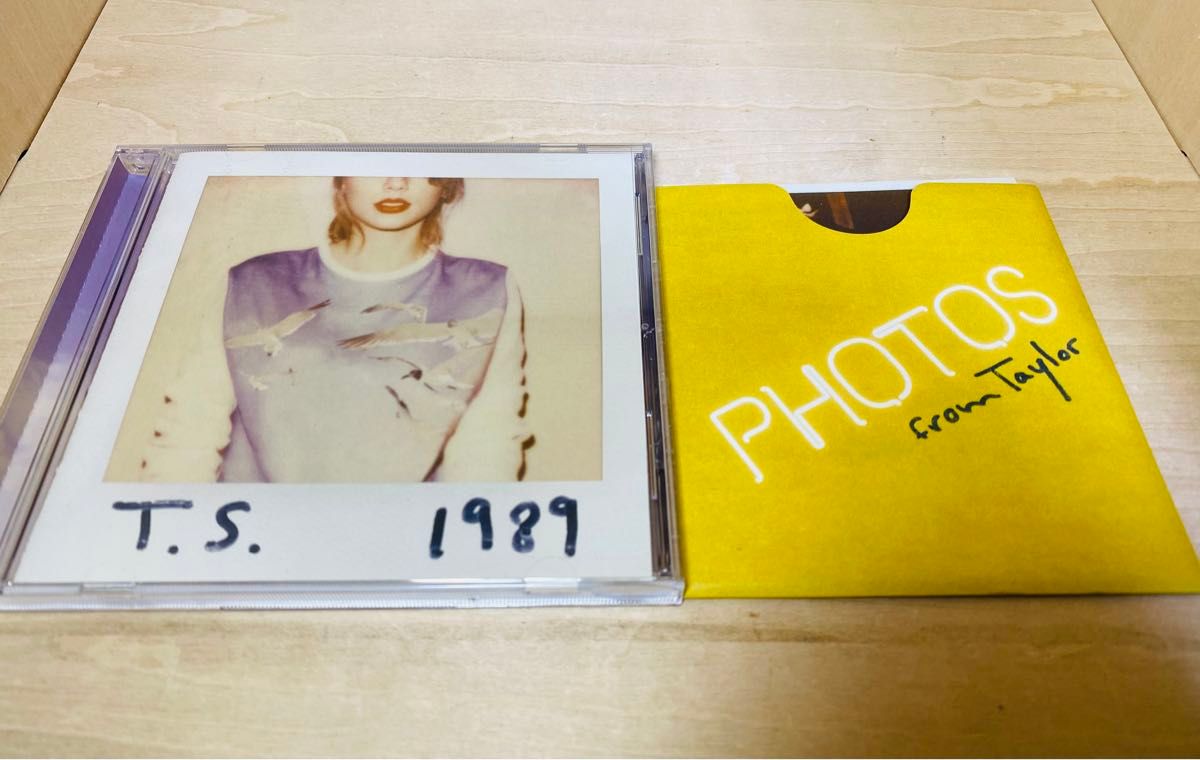 T.S. 1989
PHOTOS
from Taylor